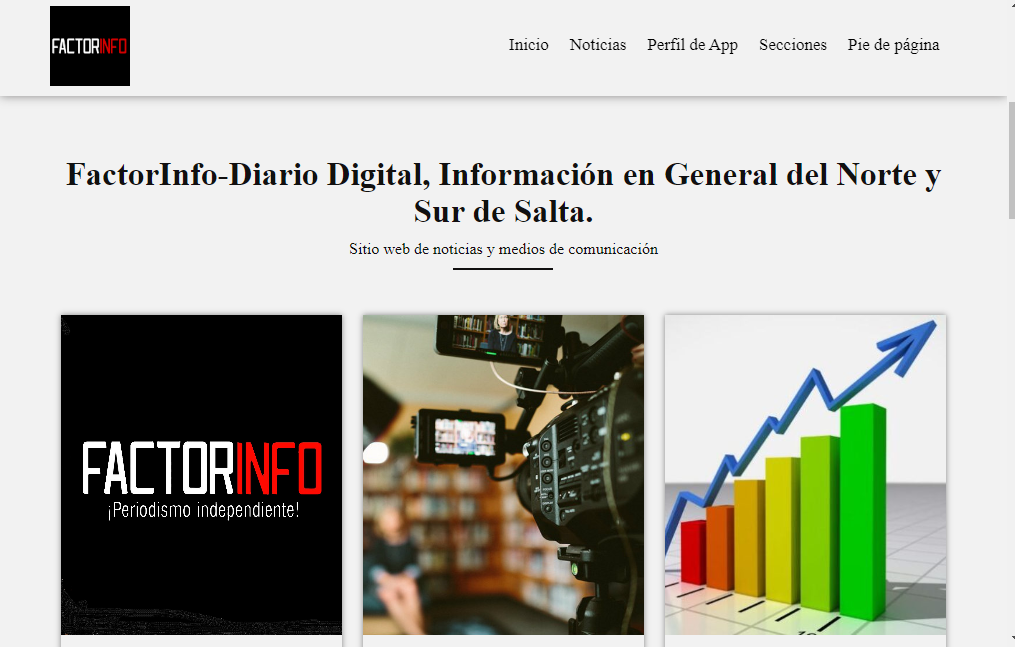 FACTORINFO
Inicio Noticias Perfil de App Secciones Pie de página
FactorInfo-Diario Digital, Información en General del Norte y
Sur de Salta.
Sitio web de noticias y medios de comunicación
FACTORINFO
¡Periodismo independiente!